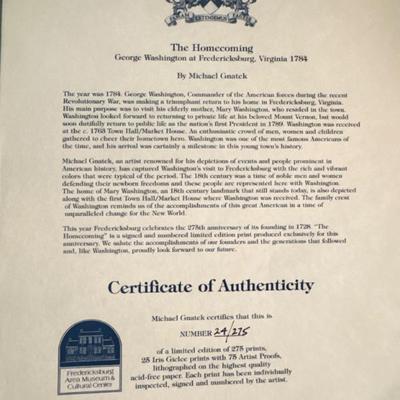 The Homecoming
George Washington at Fredericksburg, Virginia 1784
By Michael Gnatek
The year was 1784. George Washington, Commander of the American forces during the recent
Revolutionary War, was making a triumphant return to his home in Fredericksburg, Virginia.
His main purpose was to visit his elderly mother, Mary Washington, who resided in the town.
Washington looked forward to returning to private life at his beloved Mount Vernon, but would
soon dutifully return to public life as the nation's first President in 1789. Washington was received
at the c. 1763 Town Hall/Market House. An enthusiastic crowd of men, women and children
gathered to cheer their hometown hero. Washington was one of the most famous Americans of
the time, and his arrival was certainly a milestone in this young town's history.
Michael Gnatek, an artist renowned for his depictions of events and people prominent in
American history, has captured Washington's visit to Fredericksburg with the rich and vibrant
colors that were typical of the period. The 18th century was a time of noble men and women
defending their newborn freedoms and these people are represented here with Washington.
The home of Mary Washington, an 18th century landmark that still stands today, is also depicted
along with the first Town Hall/Market House where Washington was received. The family crest
of Washington reminds us of the accomplishments of this great American in a time of
unparalleled change for the New World.
This year Fredericksburg celebrates the 278th anniversary of its founding in 1728. "The
Homecoming" is a signed and numbered limited edition print produced exclusively for this
anniversary. We salute the accomplishments of our founders and the generations that followed
and, like Washington, proudly look forward to our future.
Certificate of Authenticity
Michael Gnatek certifies that this is
NUMBER 24/275
of a limited edition of 275 prints,
25 Iris Giclee prints with 75 Artist Proofs,
lithographed on the highest quality
acid-free paper. Each print has been individually
inspected, signed and numbered by the artist.
Fredericksburg
Area Museum &
Cultural Center